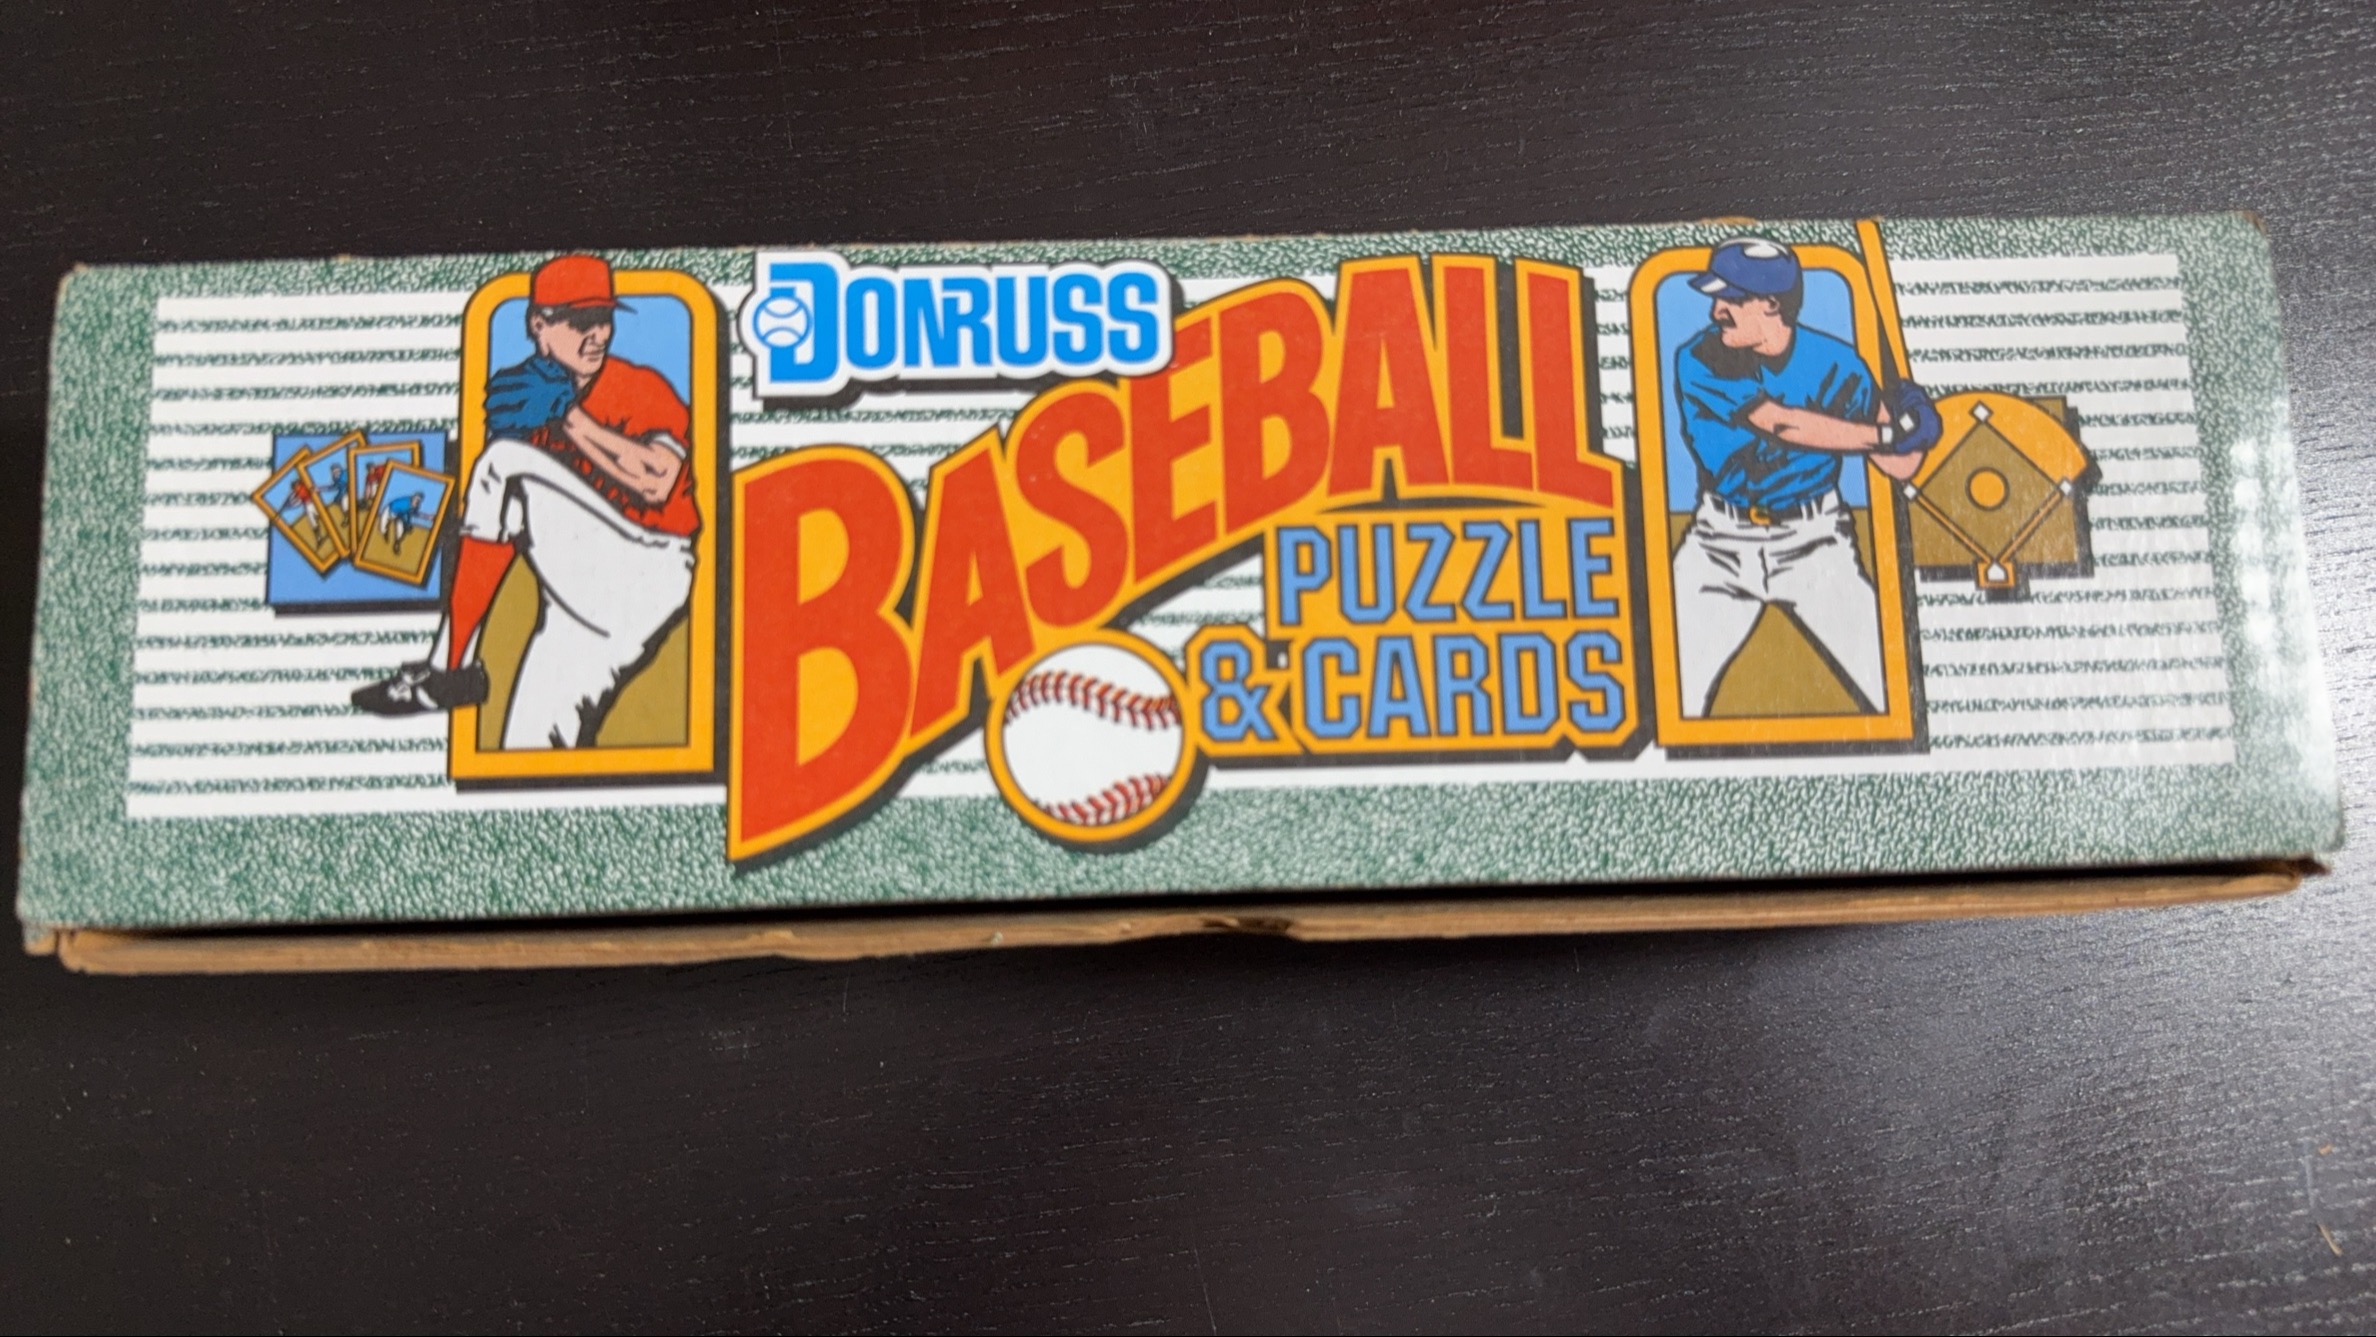 DONRUSS
BASEBALL
PUZZLE
& CARDS